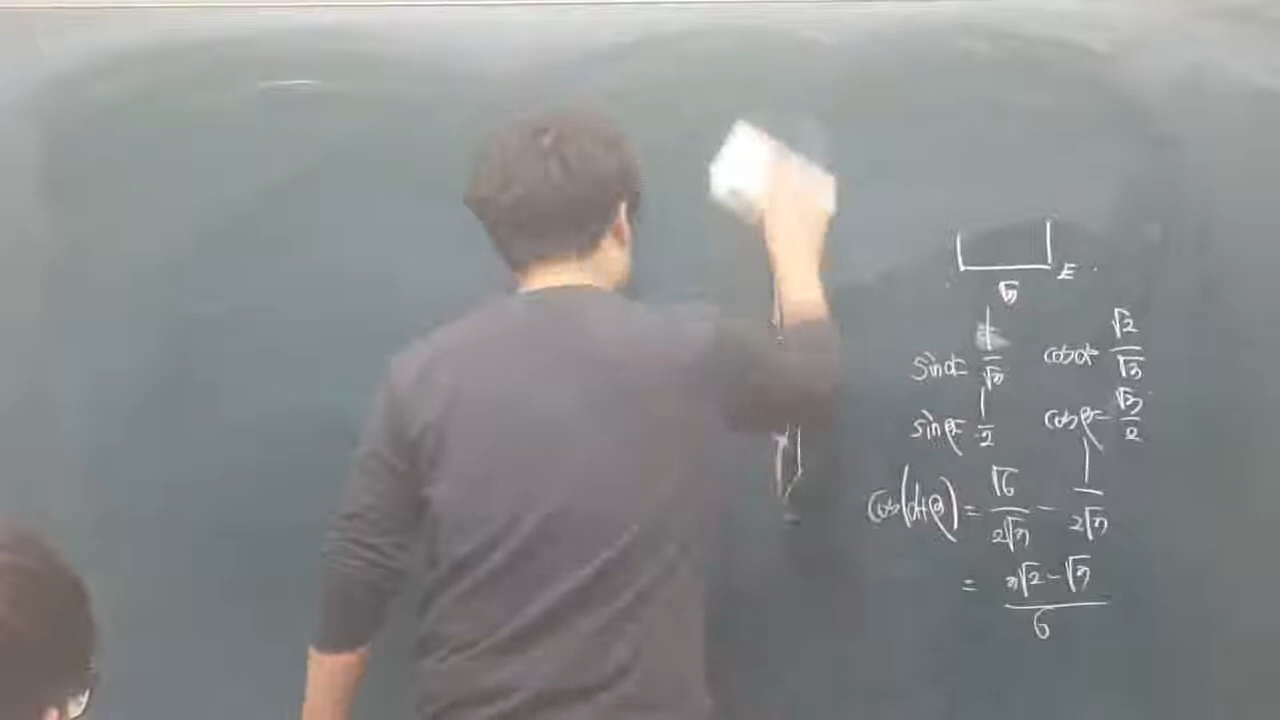 E
√3
sinα= 1/√3 cosα= √2/√3
sinβ= 1/2 cosβ= √3/2
cos(α+β) = √6/2√3 - 1/2√3
= 3√2-√3/6